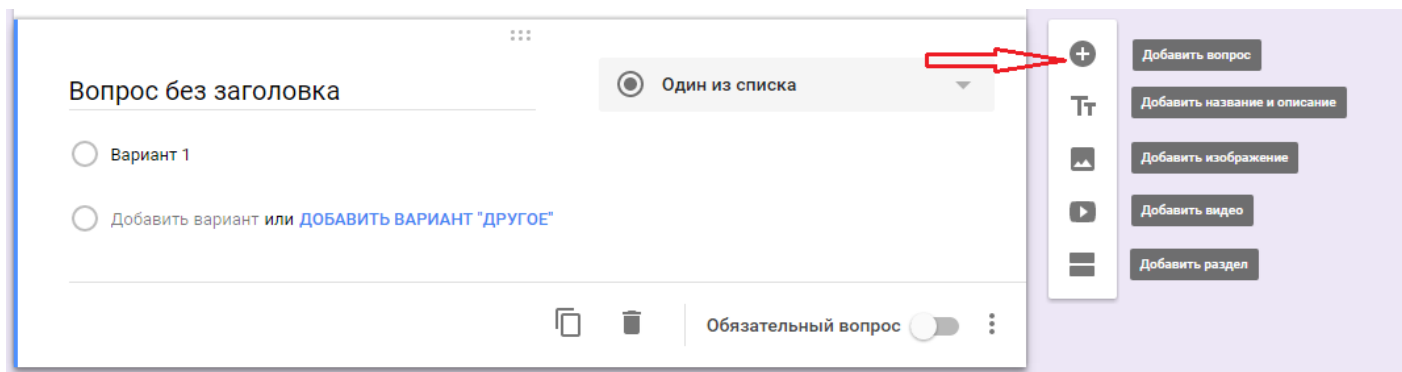 Вопрос без заголовка
Один из списка
Вариант 1
Добавить вариант или ДОБАВИТЬ ВАРИАНТ "ДРУГОЕ"
Обязательный вопрос
Добавить вопрос
Тт
Добавить название и описание
Добавить изображение
Добавить видео
Добавить раздел